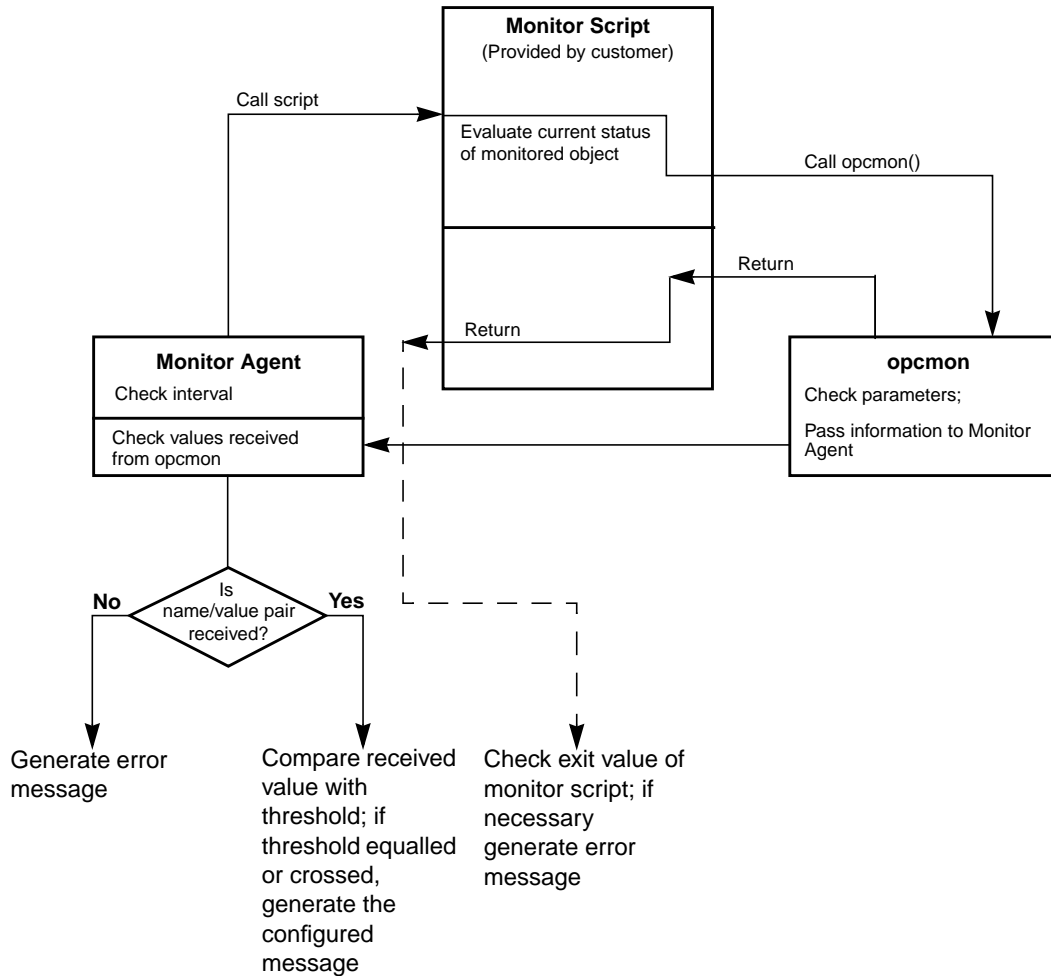 Monitor Script
(Provided by customer)
Call script
Evaluate current status
of monitored object
Call opcmon()
Return
Return
Monitor Agent
Check interval
Check values received
from opcmon
opcmon
Check parameters;
Pass information to Monitor
Agent
Is
name/value pair
received?
No
Yes
Generate error
message
Compare received
value with
threshold; if
threshold equalled
or crossed,
generate the
configured
message
Check exit value of
monitor script; if
necessary
generate error
message